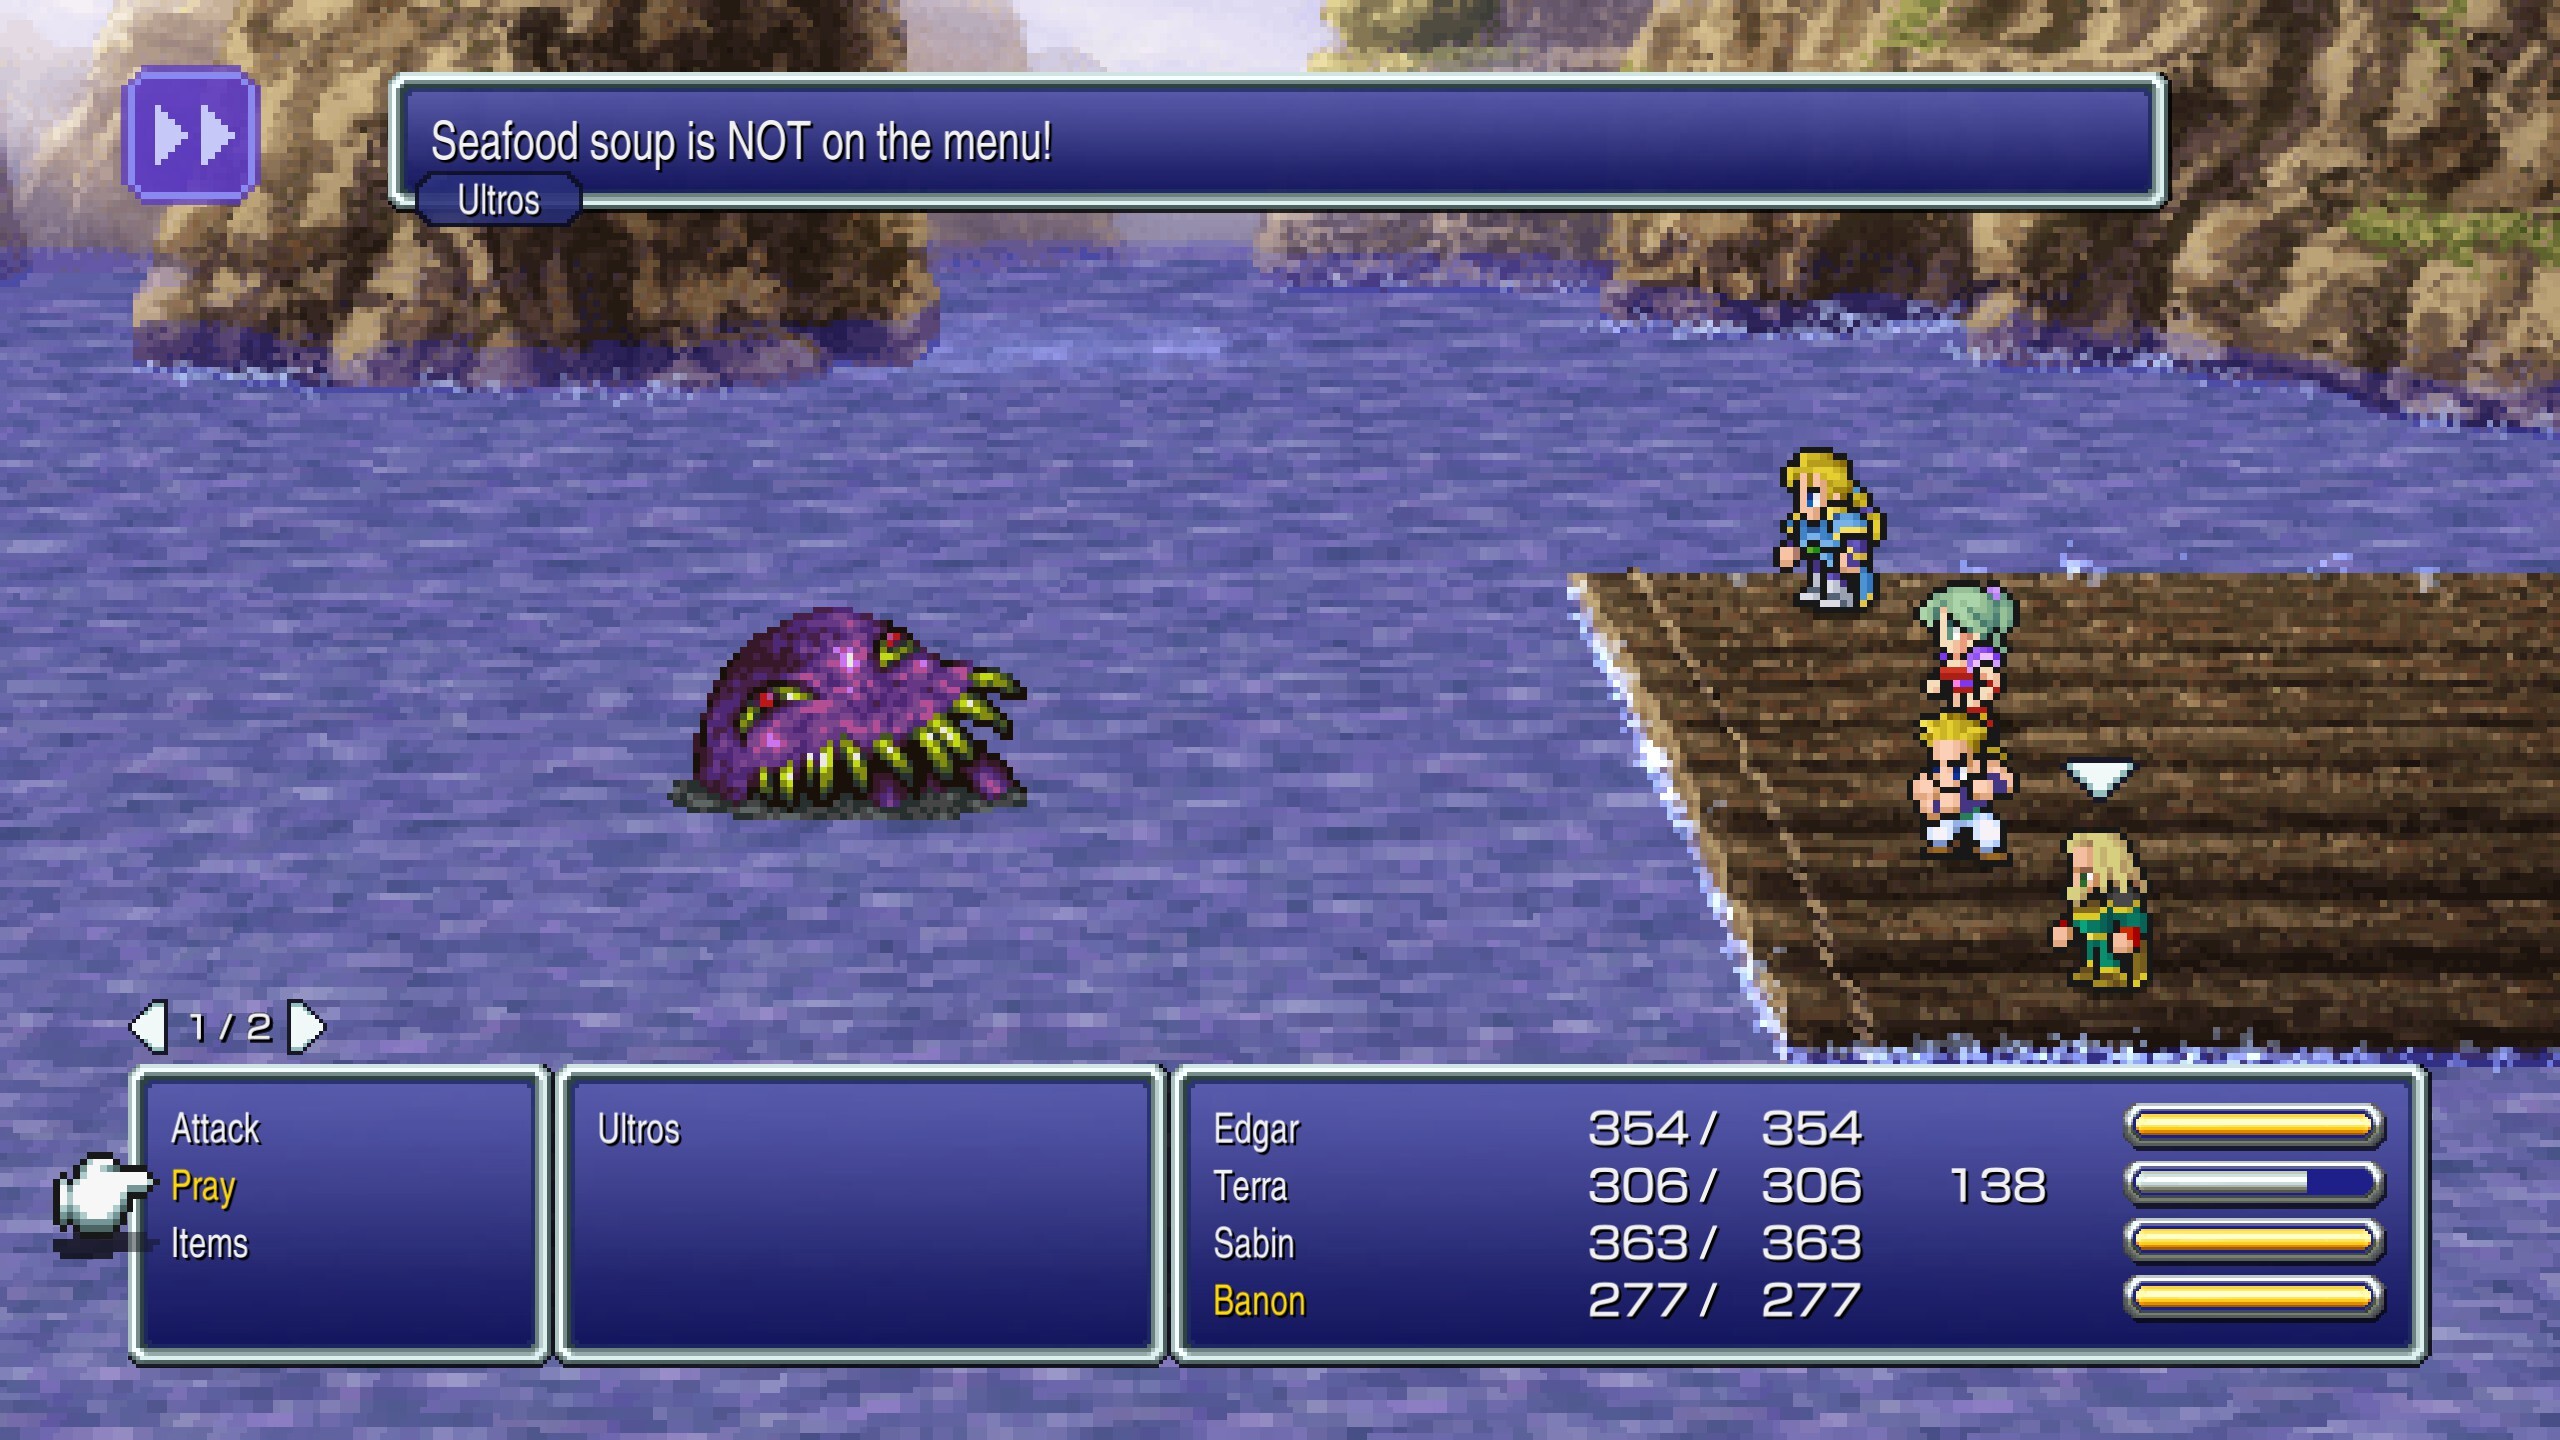 Seafood soup is NOT on the menu!
Ultros
1 / 2
Attack
Pray
Items
Ultros
Edgar 354 / 354
Terra 306 / 306 138
Sabin 363 / 363
Banon 277 / 277